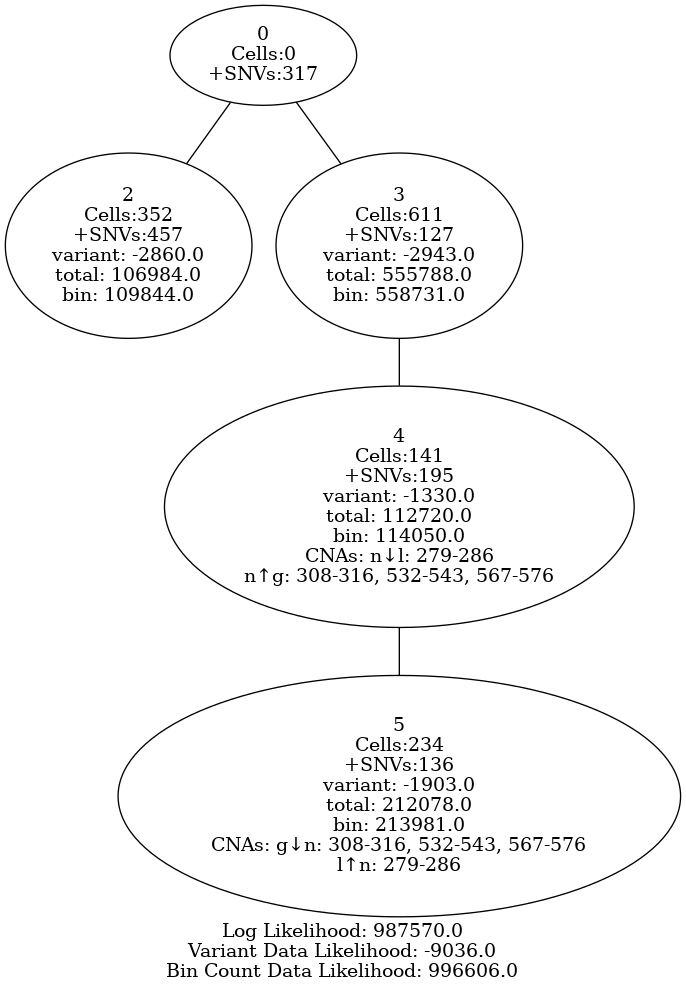 0
Cells:0
+SNVs:317
2
Cells:352
+SNVs:457
variant: -2860.0
total: 106984.0
bin: 109844.0
3
Cells:611
+SNVs:127
variant: -2943.0
total: 555788.0
bin: 558731.0
4
Cells:141
+SNVs:195
variant: -1330.0
total: 112720.0
bin: 114050.0
CNAs: n↓l: 279-286
n↑g: 308-316, 532-543, 567-576
5
Cells:234
+SNVs:136
variant: -1903.0
total: 212078.0
bin: 213981.0
CNAs: g↓n: 308-316, 532-543, 567-576
l↑n: 279-286
Log Likelihood: 987570.0
Variant Data Likelihood: -9036.0
Bin Count Data Likelihood: 996606.0